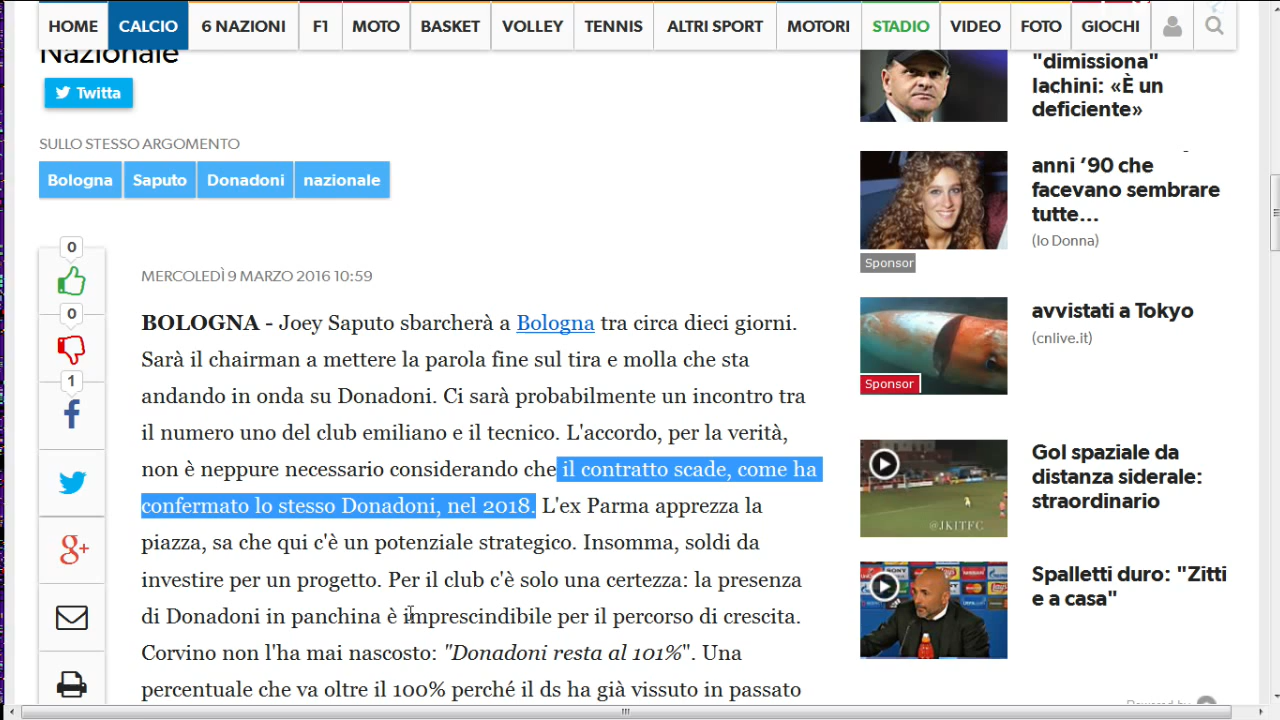 HOME CALCIO 6 NAZIONI F1 MOTO BASKET VOLLEY TENNIS ALTRI SPORT MOTORI STADIO VIDEO FOTO GIOCHI
Nazionale
Twitta
SULLO STESSO ARGOMENTO
Bologna Saputo Donadoni nazionale
0
0
1
MERCOLEDÌ 9 MARZO 2016 10:59
BOLOGNA - Joey Saputo sbarcherà a Bologna tra circa dieci giorni.
Sarà il chairman a mettere la parola fine sul tira e molla che sta
andando in onda su Donadoni. Ci sarà probabilmente un incontro tra
il numero uno del club emiliano e il tecnico. L'accordo, per la verità,
non è neppure necessario considerando che il contratto scade, come ha
confermato lo stesso Donadoni, nel 2018. L'ex Parma apprezza la
piazza, sa che qui c'è un potenziale strategico. Insomma, soldi da
investire per un progetto. Per il club c'è solo una certezza: la presenza
di Donadoni in panchina è imprescindibile per il percorso di crescita.
Corvino non l'ha mai nascosto: "Donadoni resta al 101%". Una
percentuale che va oltre il 100% perché il ds ha già vissuto in passato
"dimissiona"
Iachini: «È un
deficiente»
anni ‘90 che
facevano sembrare
tutte...
(Io Donna)
Sponsor
avvistati a Tokyo
(cnlive.it)
Sponsor
Gol spaziale da
distanza siderale:
straordinario
@JKITFC
Spalletti duro: "Zitti
e a casa"
Powered by